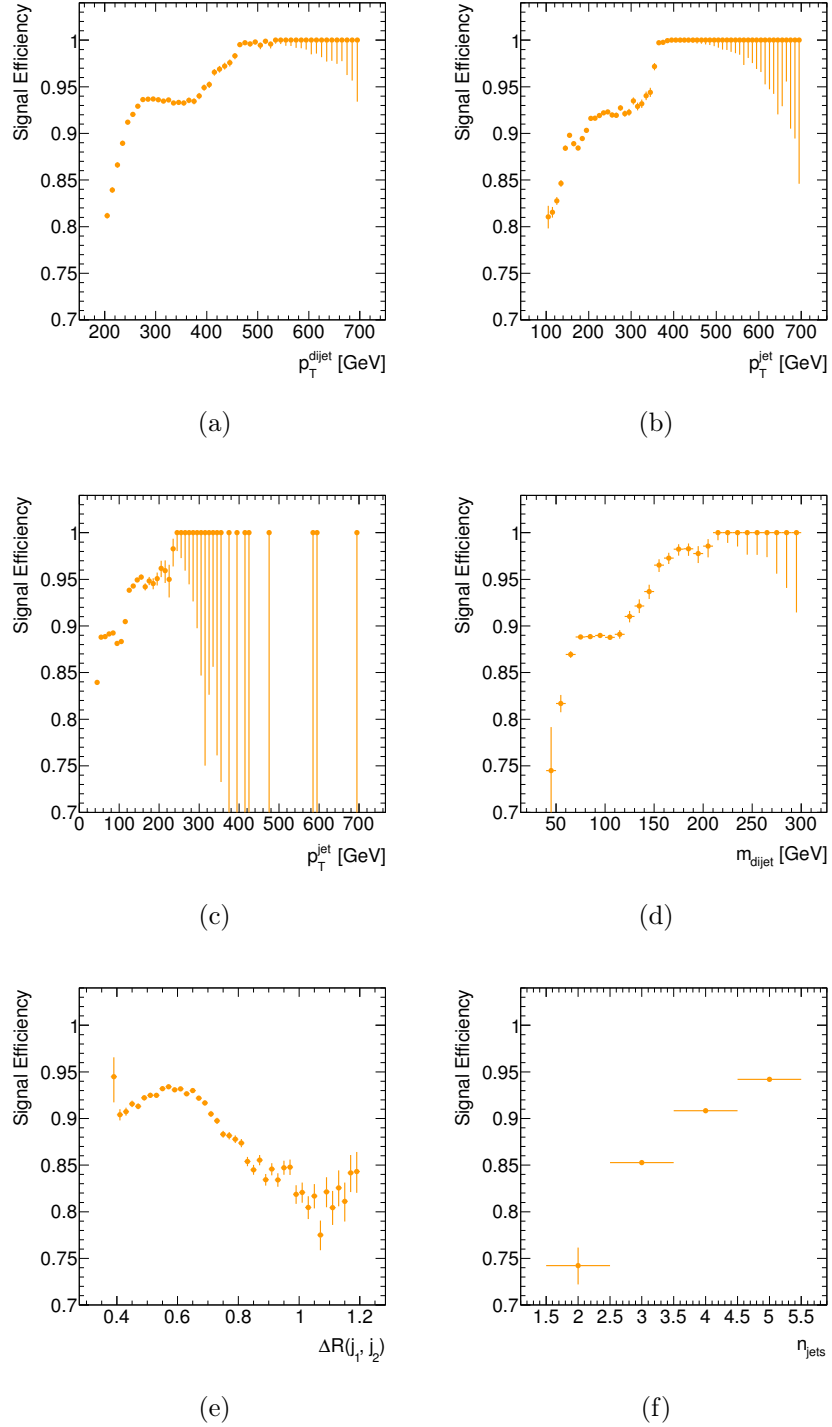 Signal Efficiency
1
0.95
0.9
0.85
0.8
0.75
0.7
200 300 400 500 600 700
p_T^dijet [GeV]
(a)
Signal Efficiency
1
0.95
0.9
0.85
0.8
0.75
0.7
100 200 300 400 500 600 700
p_T^jet [GeV]
(b)
Signal Efficiency
1
0.95
0.9
0.85
0.8
0.75
0.7
0 100 200 300 400 500 600 700
p_T^jet [GeV]
(c)
Signal Efficiency
1
0.95
0.9
0.85
0.8
0.75
0.7
50 100 150 200 250 300
m_dijet [GeV]
(d)
Signal Efficiency
1
0.95
0.9
0.85
0.8
0.75
0.7
0.4 0.6 0.8 1 1.2
ΔR(j_1, j_2)
(e)
Signal Efficiency
1
0.95
0.9
0.85
0.8
0.75
0.7
1.5 2 2.5 3 3.5 4 4.5 5 5.5
n_jets
(f)